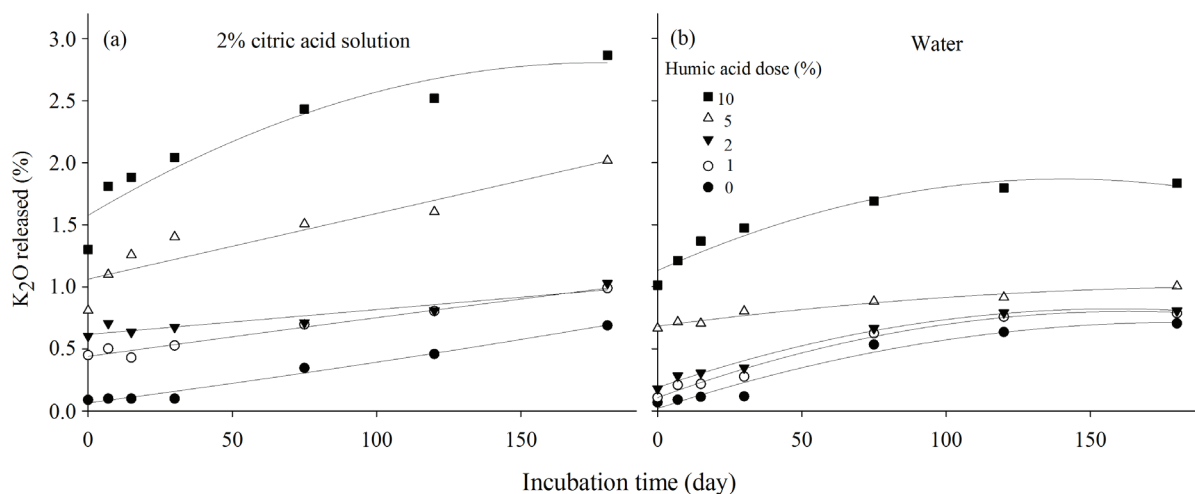 (a) 2% citric acid solution
(b) Water
Humic acid dose (%)
10
5
2
1
0
3.0
2.5
2.0
1.5
1.0
0.5
0.0
K₂O released (%)
0 50 100 150
0 50 100 150
Incubation time (day)